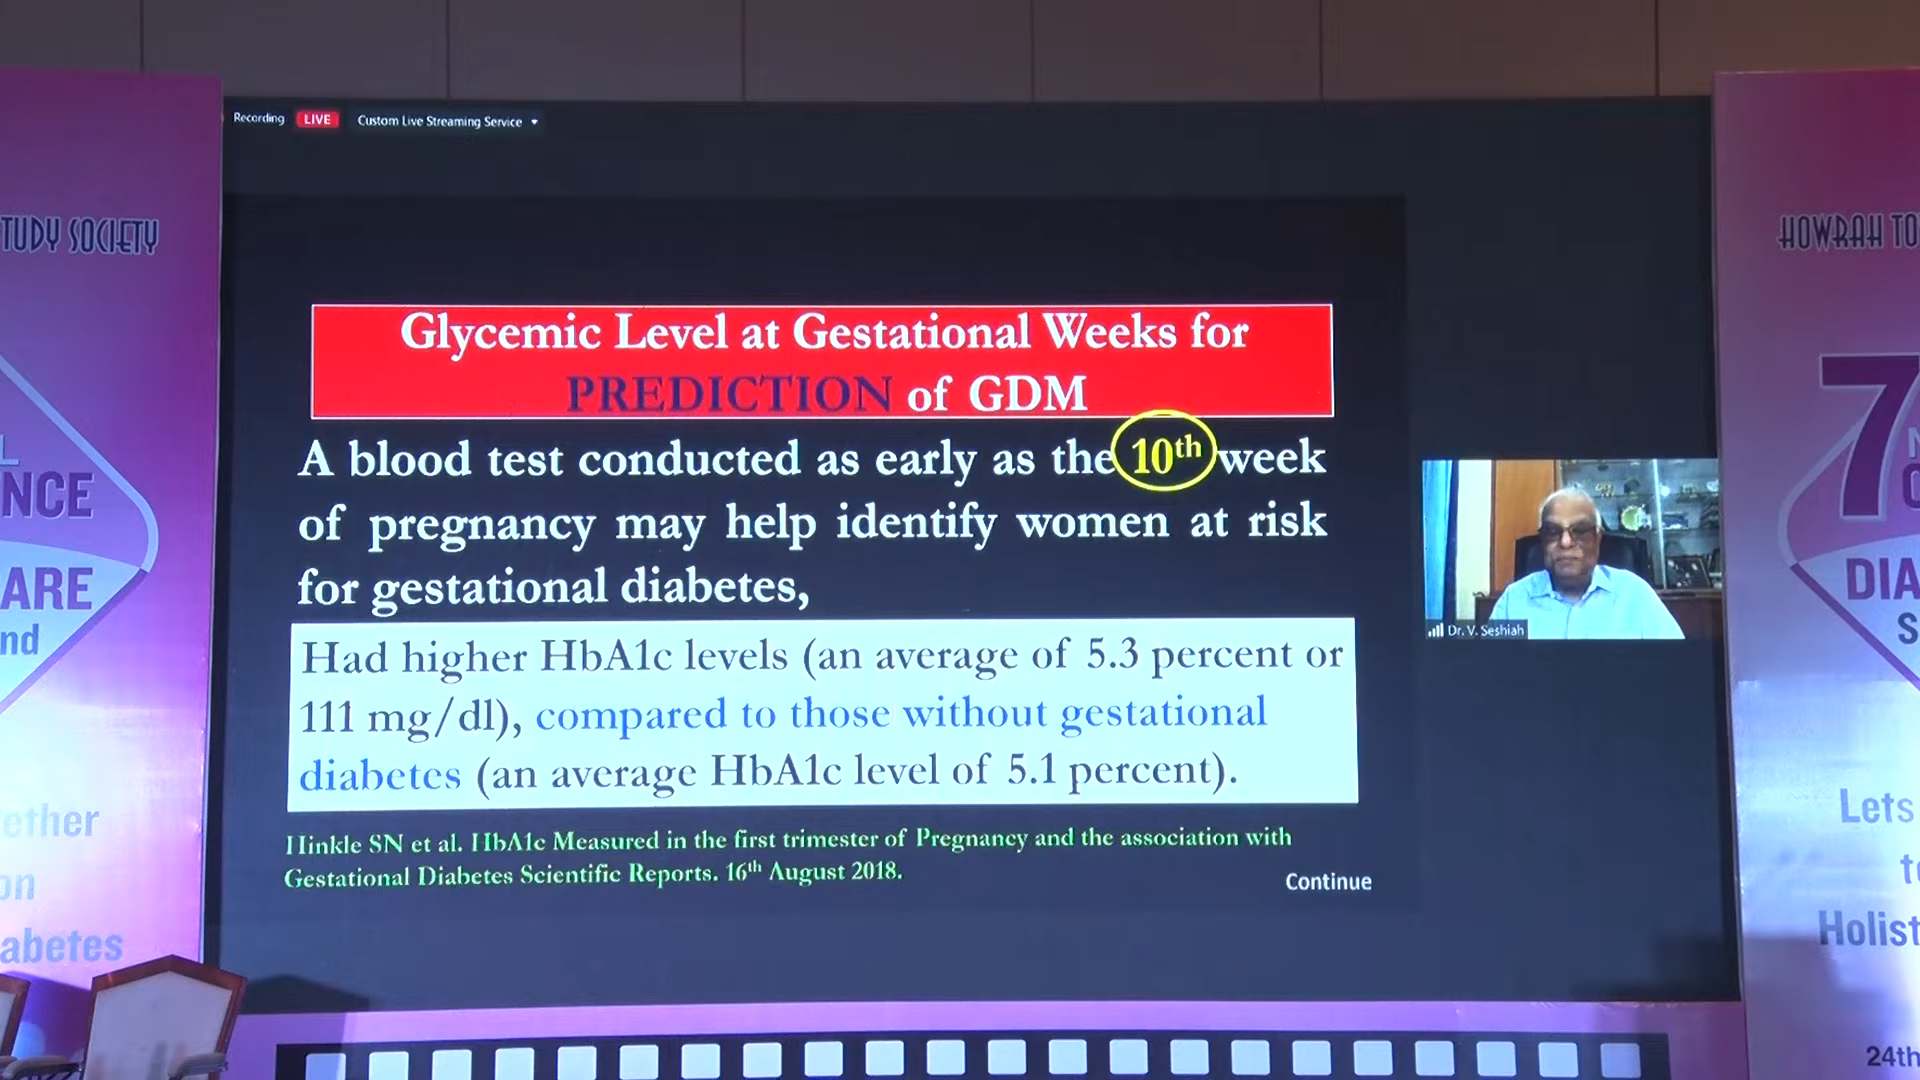 Recording LIVE Custom Live Streaming Service
TUDY SOCIETY
HOWRAH TO
Glycemic Level at Gestational Weeks for
PREDICTION of GDM
A blood test conducted as early as the 10th week
of pregnancy may help identify women at risk
for gestational diabetes,
Had higher HbA1c levels (an average of 5.3 percent or
111 mg/dl), compared to those without gestational
diabetes (an average HbA1c level of 5.1 percent).
Hinkle SN et al. HbA1c Measured in the first trimester of Pregnancy and the association with
Gestational Diabetes Scientific Reports. 16th August 2018.
Continue
Dr. V. Seshiah
L
NCE
ARE
nd
ether
on
abetes
7
DIA
S
Lets
Holist
24th